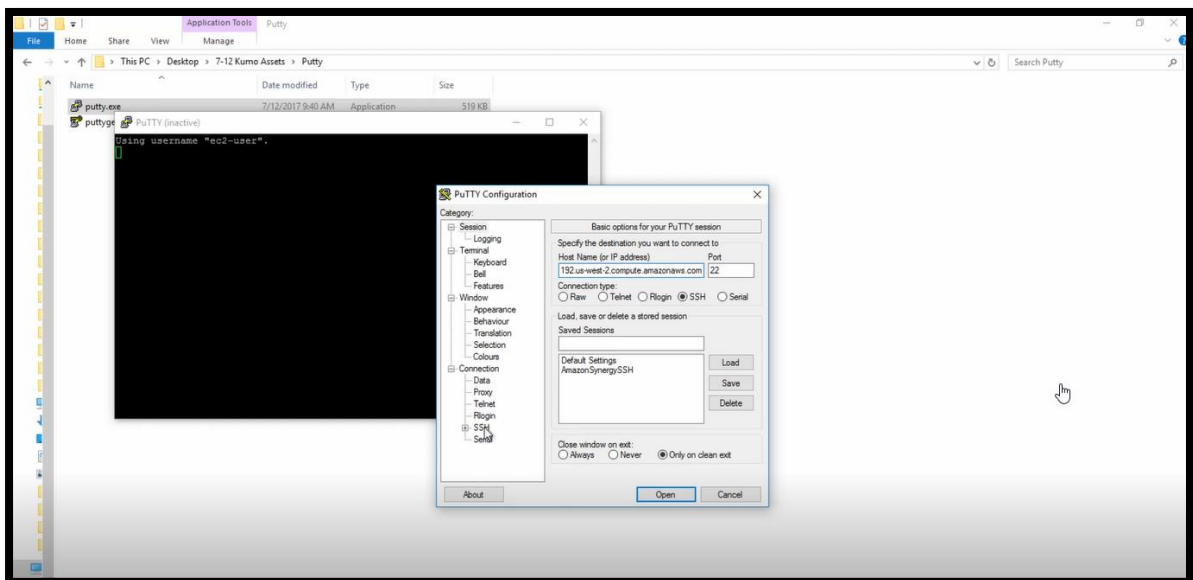 Application Tools Putty
File Home Share View Manage
This PC > Desktop > 7-12 Kumo Assets > Putty
Search Putty
Name Date modified Type Size
putty.exe 7/12/2017 9:40 AM Application 519 KB
puttyge
PuTTY (inactive)
Using username "ec2-user".
PuTTY Configuration
Category:
Session
Logging
Terminal
Keyboard
Bell
Features
Window
Appearance
Behaviour
Translation
Selection
Colours
Connection
Data
Proxy
Telnet
Rlogin
SSH
Serial
Basic options for your PuTTY session
Specify the destination you want to connect to
Host Name (or IP address) Port
192.us-west-2.compute.amazonaws.com 22
Connection type:
Raw Telnet Rlogin SSH Serial
Load, save or delete a stored session
Saved Sessions
Default Settings
AmazonSynergySSH
Load
Save
Delete
Close window on exit:
Always Never Only on clean exit
About Open Cancel